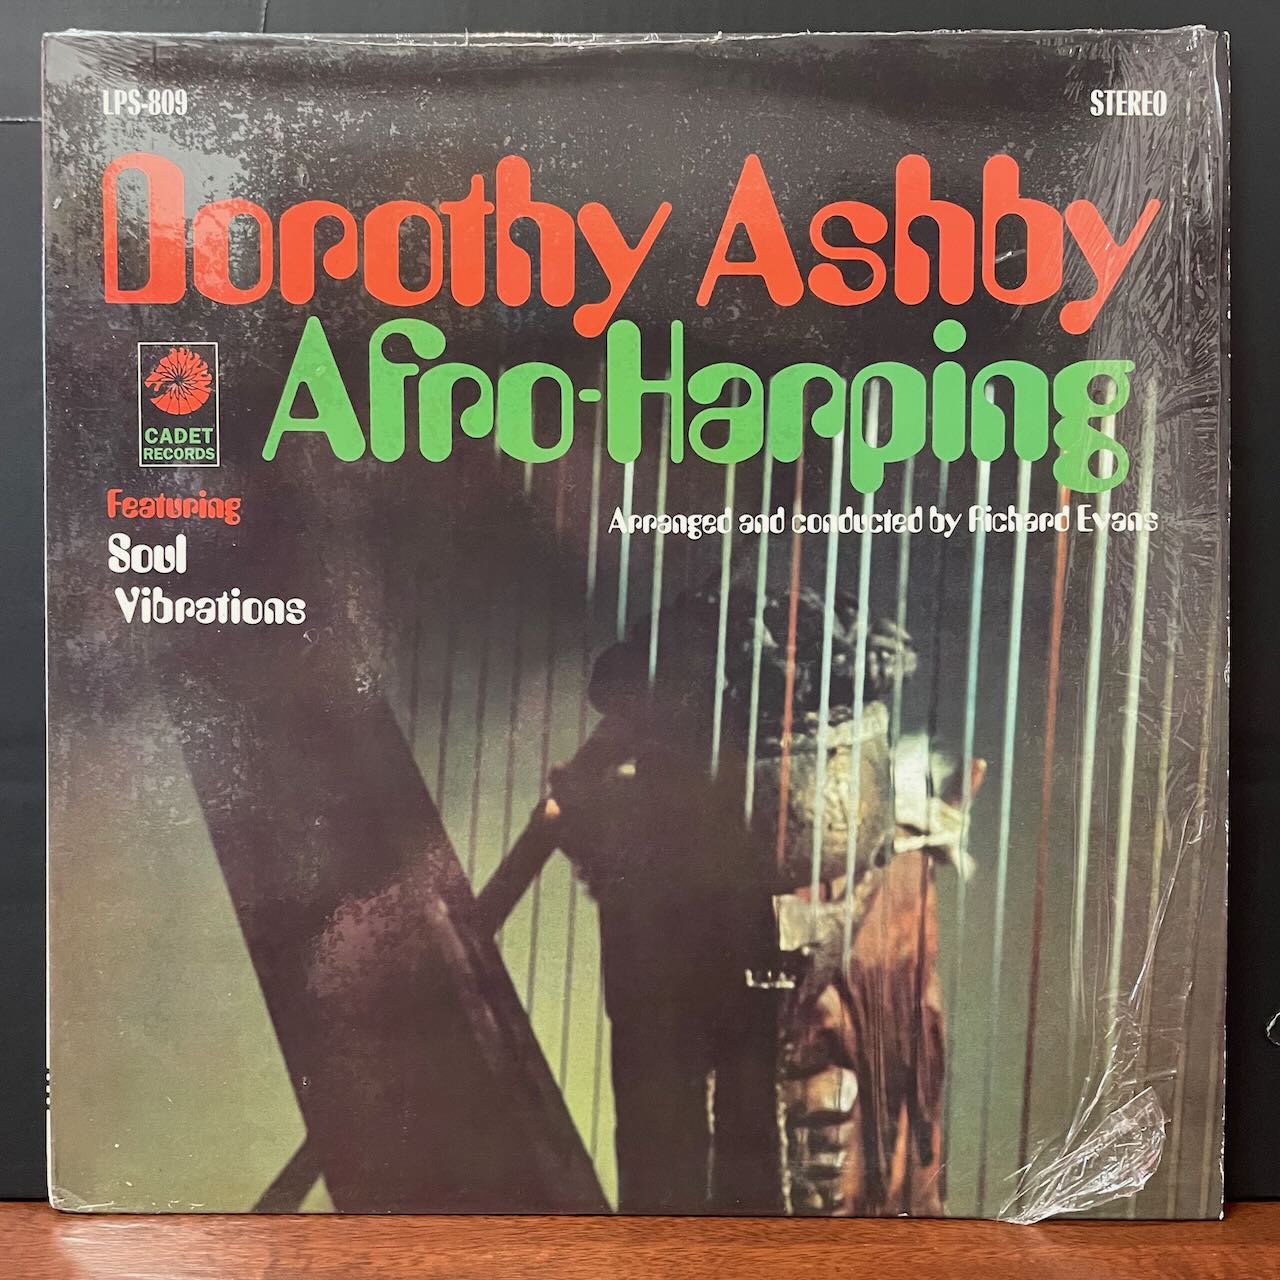 LPS-809
STEREO
Dorothy Ashby
Afro-Harping
CADET
RECORDS
Featuring
Soul
Vibrations
Arranged and conducted by Richard Evans